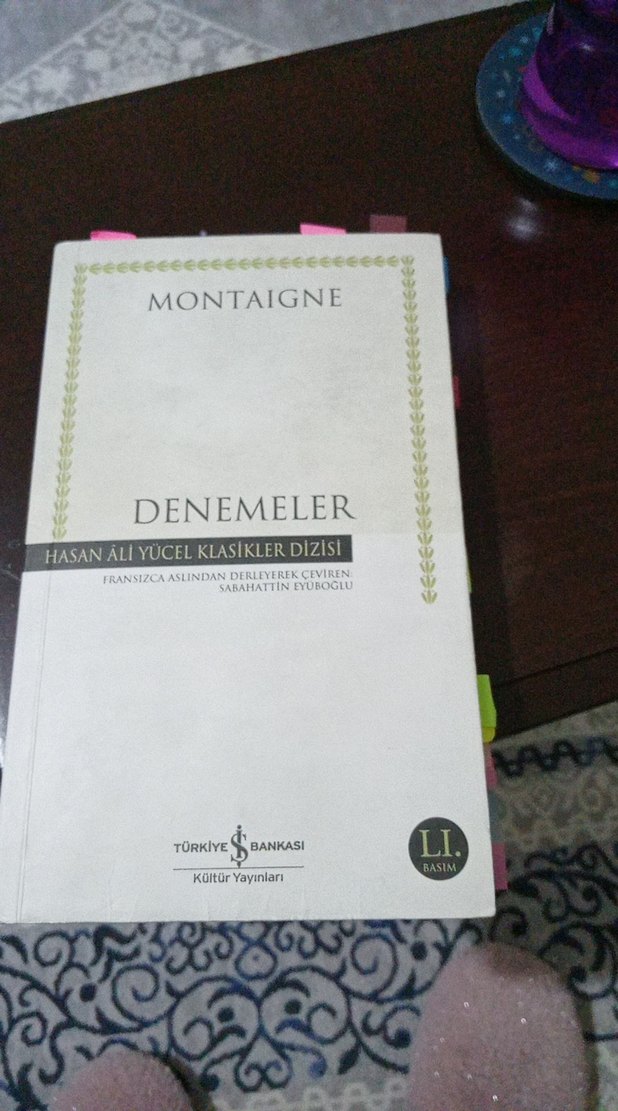 MONTAIGNE
DENEMELER
HASAN ÂLİ YÜCEL KLASİKLER DİZİSİ
FRANSIZCA ASLINDAN DERLEYEREK ÇEVİREN:
SABAHATTİN EYÜBOĞLU
TÜRKİYE İŞ BANKASI
Kültür Yayınları
LI.
BASIM